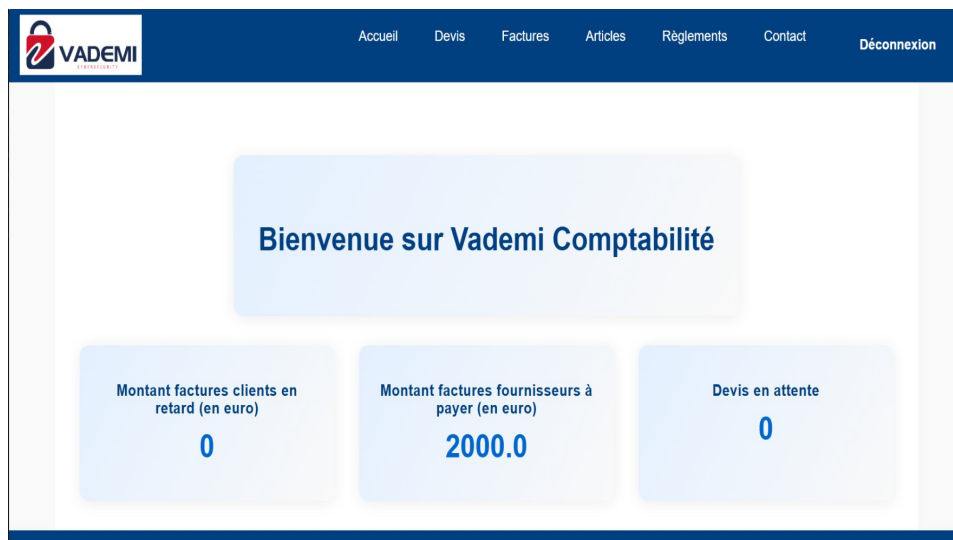 VADEMI
CYBERSECURITY
Accueil
Devis
Factures
Articles
Règlements
Contact
Déconnexion
Bienvenue sur Vademi Comptabilité
Montant factures clients en
retard (en euro)
0
Montant factures fournisseurs à
payer (en euro)
2000.0
Devis en attente
0